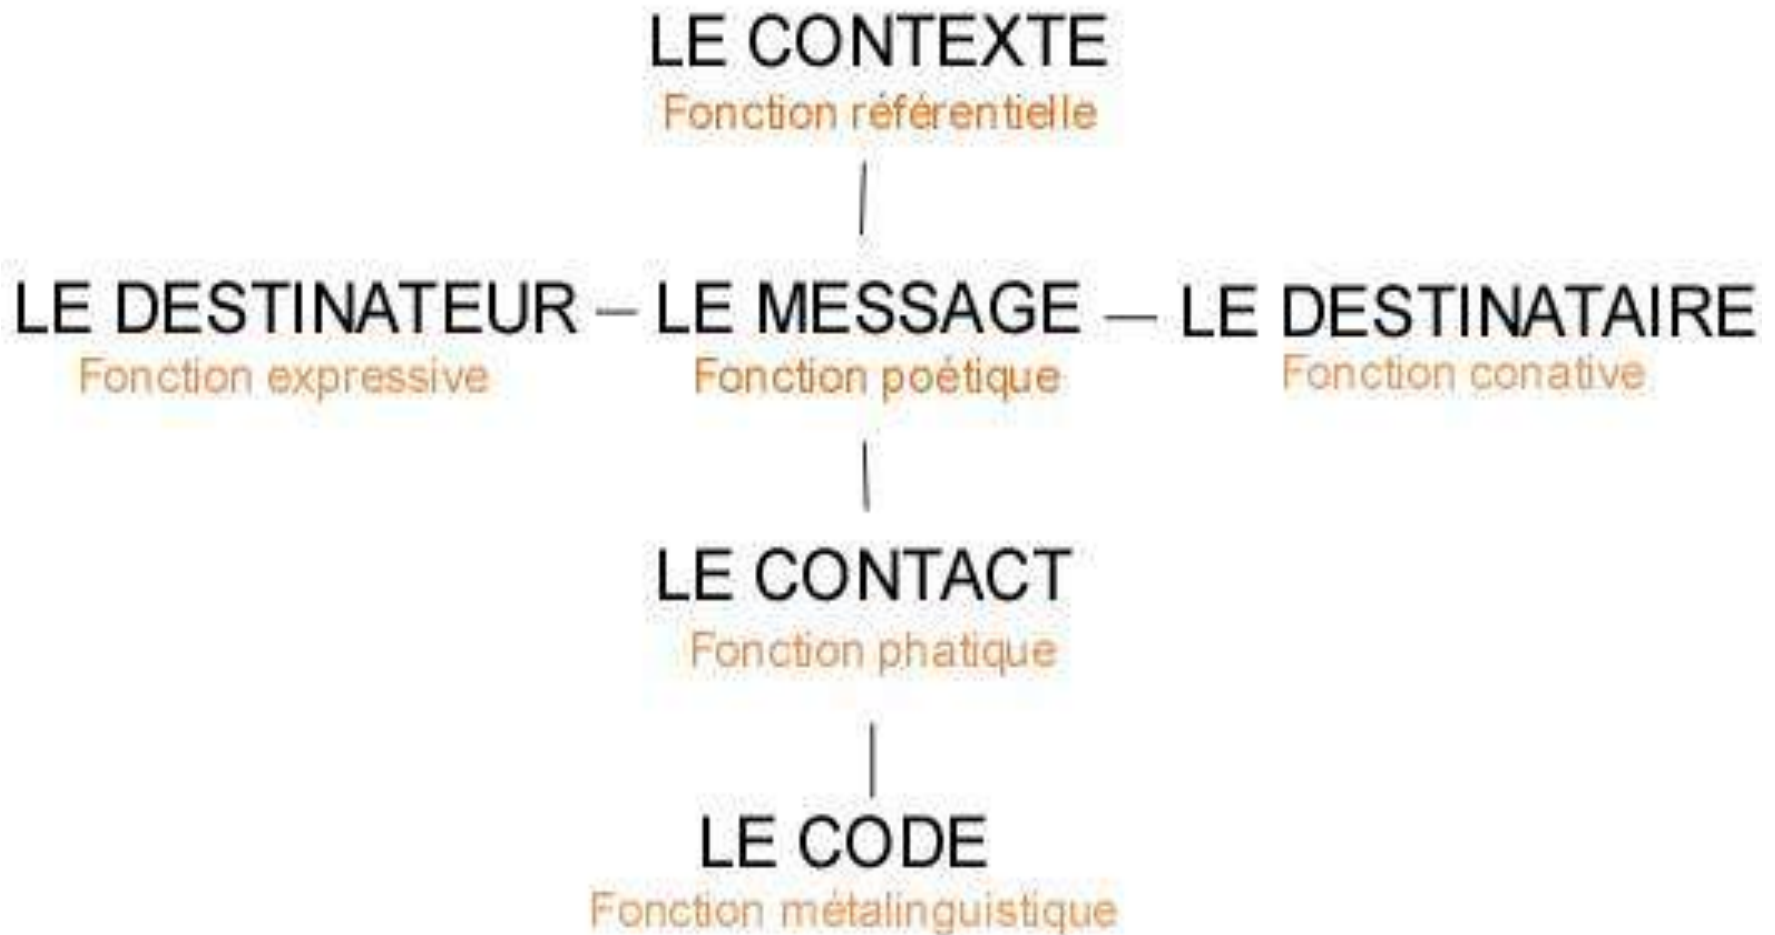 LE CONTEXTE
Fonction référentielle
LE DESTINATEUR – LE MESSAGE — LE DESTINATAIRE
Fonction expressive Fonction poétique Fonction conative
LE CONTACT
Fonction phatique
LE CODE
Fonction métalinguistique